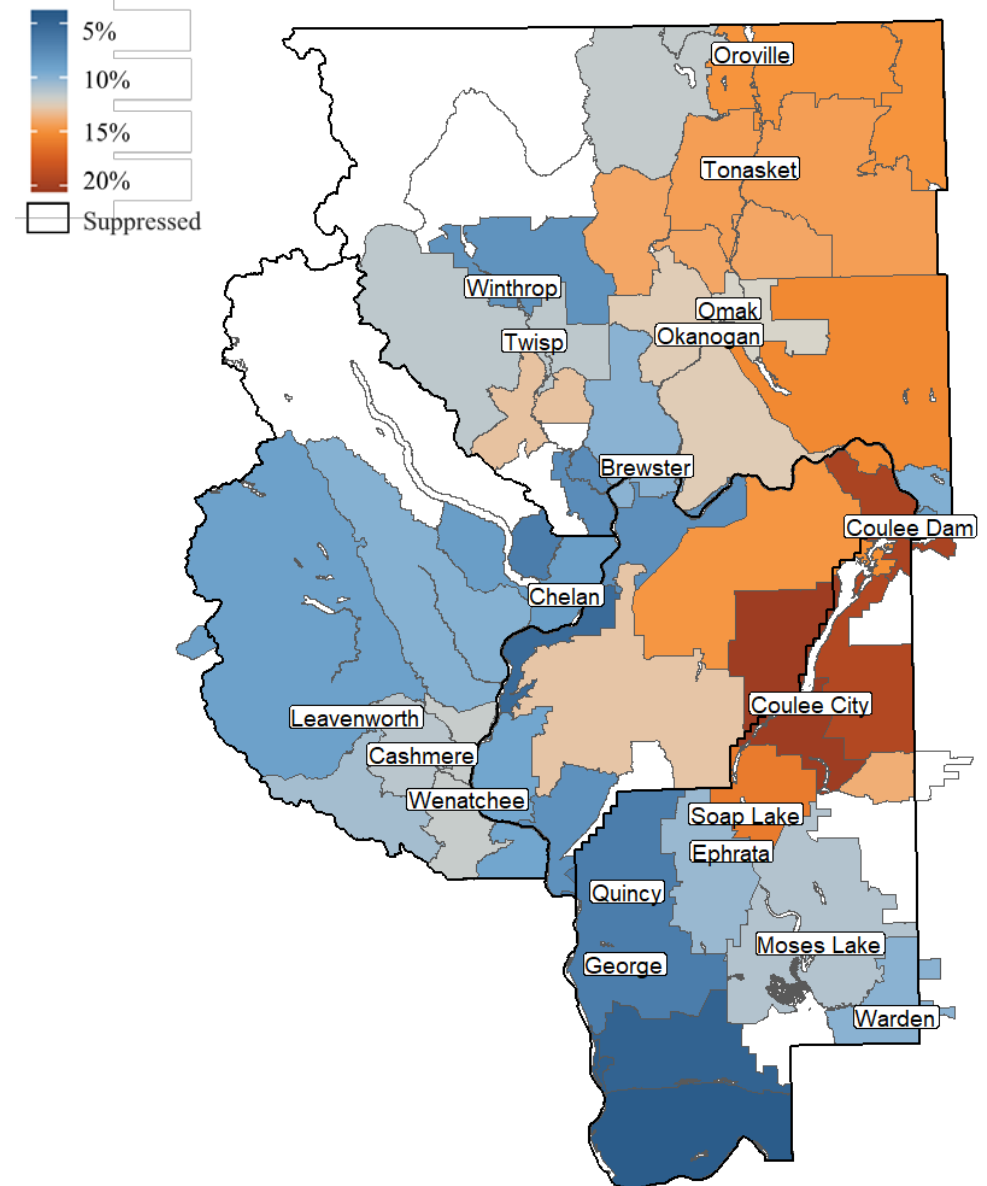 5%
10%
15%
20%
Suppressed
Oroville
Tonasket
Winthrop
Omak
Okanogan
Twisp
Brewster
Coulee Dam
Chelan
Coulee City
Leavenworth
Cashmere
Wenatchee
Soap Lake
Ephrata
Quincy
Moses Lake
George
Warden